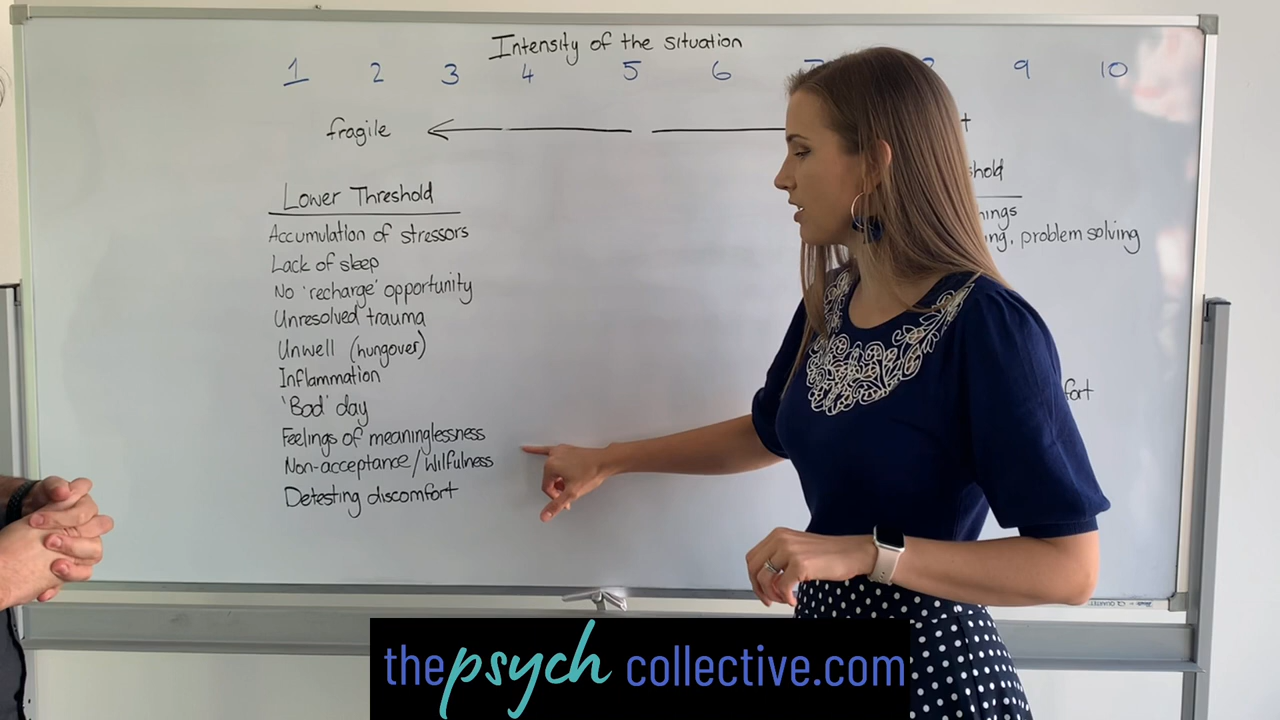 Intensity of the situation
1 2 3 4 5 6 9 10
fragile
Lower Threshold
Accumulation of stressors
Lack of sleep
No 'recharge' opportunity
Unresolved trauma
Unwell (hungover)
Inflammation
'Bad' day
Feelings of meaninglessness
Non-acceptance/Wilfulness
Detesting discomfort
problem solving
thepsych collective.com